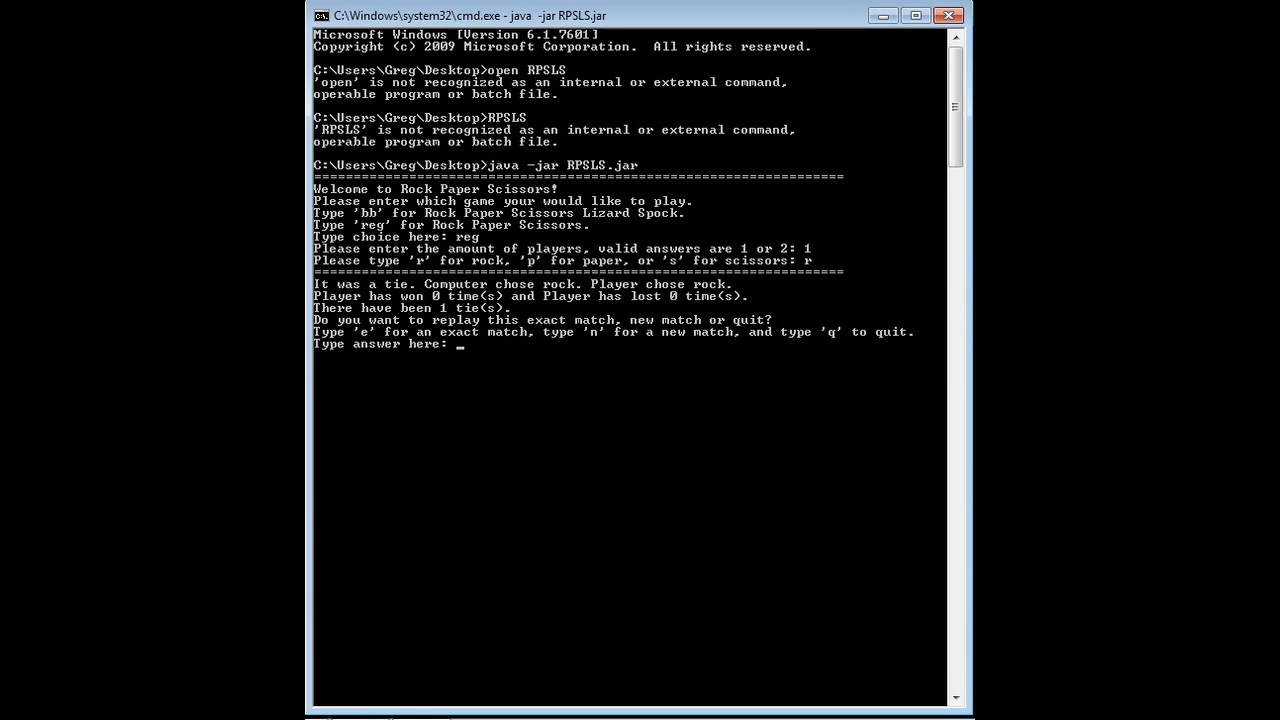 C:\Windows\system32\cmd.exe - java -jar RPSLS.jar
Microsoft Windows [Version 6.1.7601]
Copyright (c) 2009 Microsoft Corporation.  All rights reserved.
C:\Users\Greg\Desktop>open RPSLS
'open' is not recognized as an internal or external command,
operable program or batch file.
C:\Users\Greg\Desktop>RPSLS
'RPSLS' is not recognized as an internal or external command,
operable program or batch file.
C:\Users\Greg\Desktop>java -jar RPSLS.jar
===================================================================
Welcome to Rock Paper Scissors!
Please enter which game your would like to play.
Type 'bb' for Rock Paper Scissors Lizard Spock.
Type 'reg' for Rock Paper Scissors.
Type choice here: reg
Please enter the amount of players, valid answers are 1 or 2: 1
Please type 'r' for rock, 'p' for paper, or 's' for scissors: r
===================================================================
It was a tie. Computer chose rock. Player chose rock.
Player has won 0 time(s) and Player has lost 0 time(s).
There have been 1 tie(s).
Do you want to replay this exact match, new match or quit?
Type 'e' for an exact match, type 'n' for a new match, and type 'q' to quit.
Type answer here: _